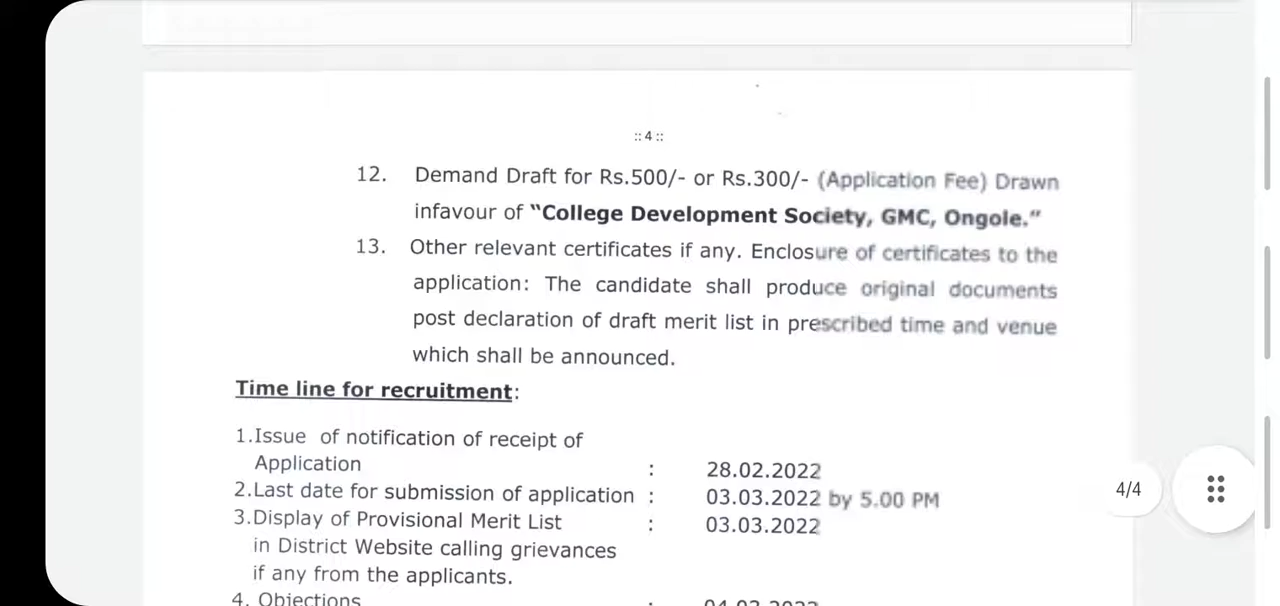 :: 4 ::
12. Demand Draft for Rs.500/- or Rs.300/- (Application Fee) Drawn
infavour of "College Development Society, GMC, Ongole."
13. Other relevant certificates if any. Enclosure of certificates to the
application: The candidate shall produce original documents
post declaration of draft merit list in prescribed time and venue
which shall be announced.
Time line for recruitment:
1.Issue of notification of receipt of
Application : 28.02.2022
2.Last date for submission of application : 03.03.2022 by 5.00 PM
3.Display of Provisional Merit List : 03.03.2022
in District Website calling grievances
if any from the applicants.
4. Objections :
4/4